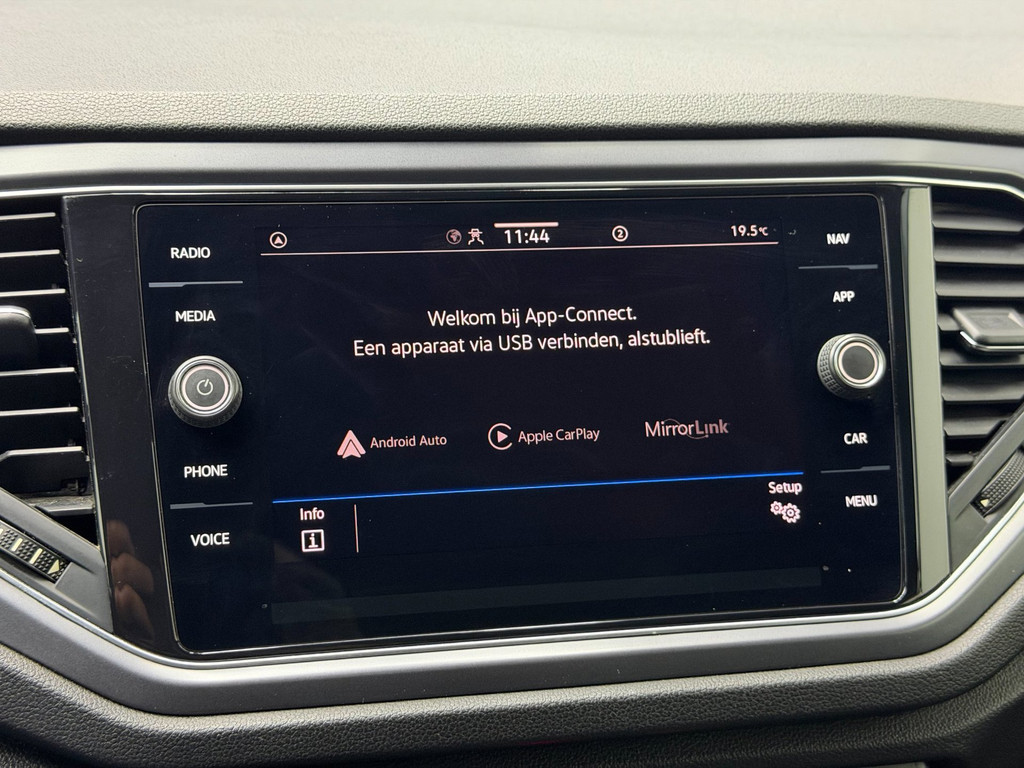 RADIO
MEDIA
PHONE
VOICE
11:44
2
19.5°C
Welkom bij App-Connect.
Een apparaat via USB verbinden, alstublieft.
Android Auto
Apple CarPlay
MirrorLink
Info
i
Setup
NAV
APP
CAR
MENU